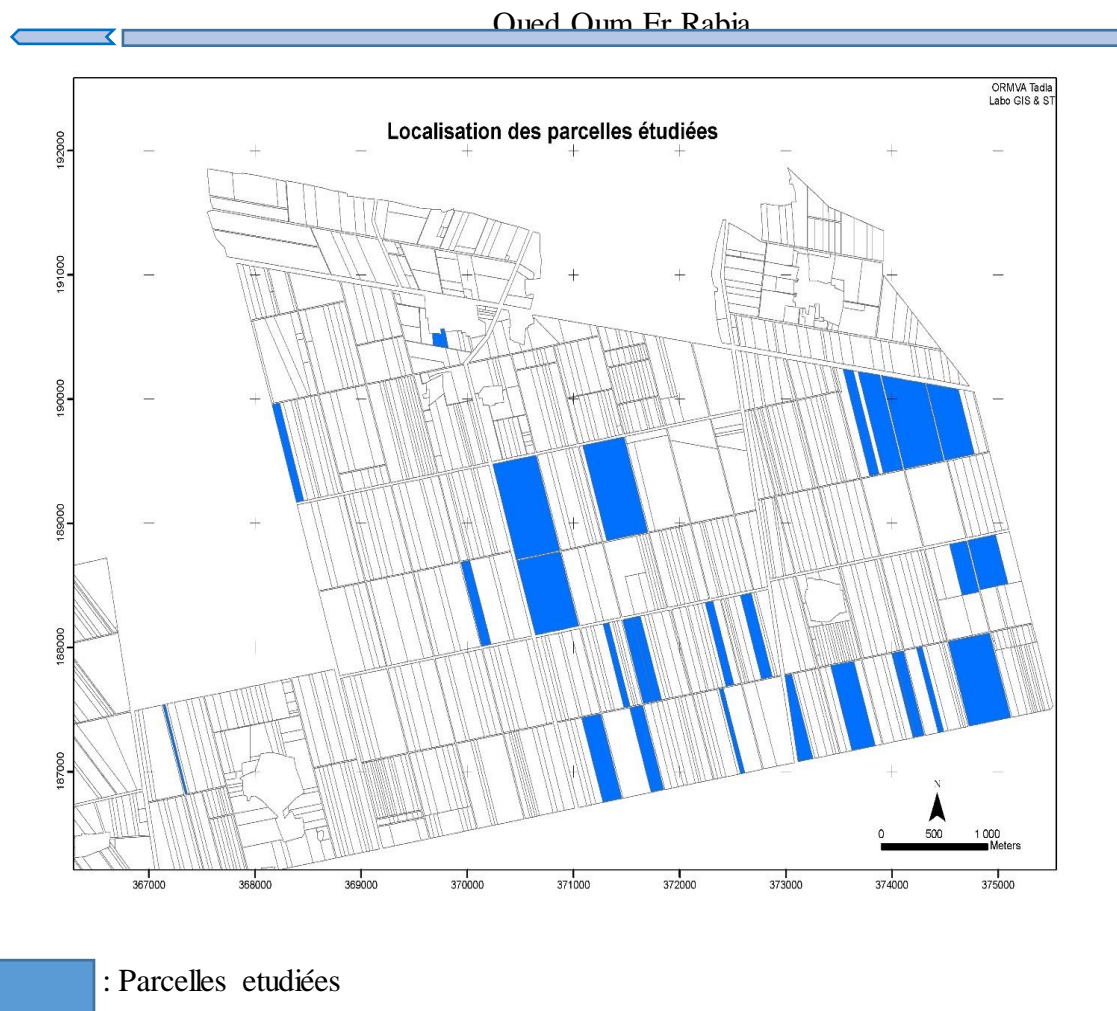 Oued Oum Er Rabia
ORMVA Tadla
Labo GIS & ST
Localisation des parcelles étudiées
192000
191000
190000
189000
188000
187000
N
0 500 1 000
Meters
367000 368000 369000 370000 371000 372000 373000 374000 375000
: Parcelles etudiées